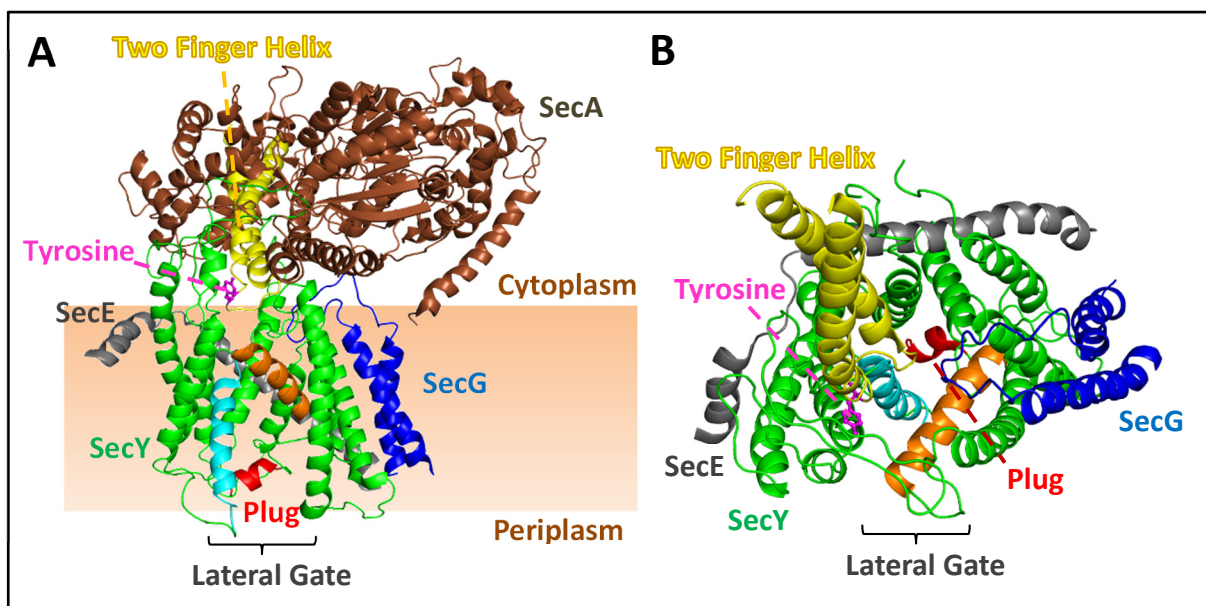 A
Two Finger Helix
SecA
Tyrosine
Cytoplasm
SecE
SecG
SecY
Plug
Periplasm
Lateral Gate
B
Two Finger Helix
Tyrosine
SecG
SecE
Plug
SecY
Lateral Gate